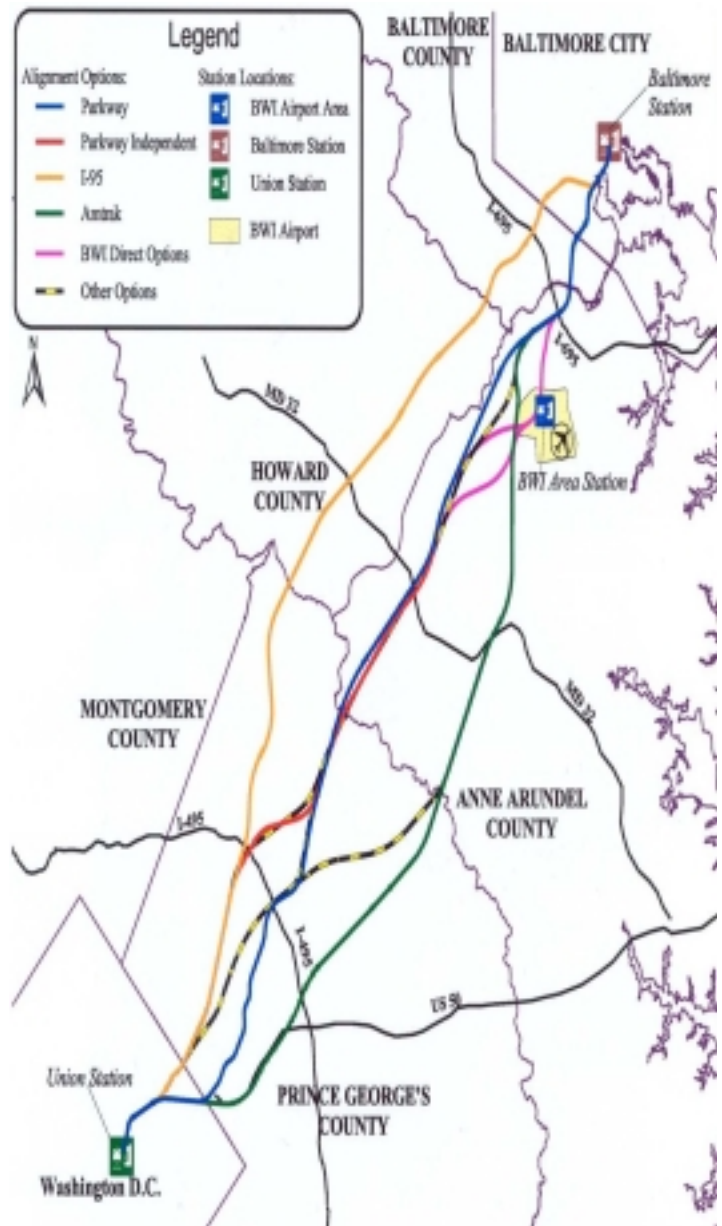 Legend
Alignment Options:
Parkway
Parkway Independent
I-95
Amtrak
BWI Direct Options
Other Options
Station Locations:
BWI Airport Area
Baltimore Station
Union Station
BWI Airport
BALTIMORE
COUNTY
BALTIMORE CITY
Baltimore
Station
I-695
N
I-695
MD 32
HOWARD
COUNTY
BWI Area Station
MONTGOMERY
COUNTY
MD 32
ANNE ARUNDEL
COUNTY
I-495
I-495
US 50
Union Station
PRINCE GEORGE'S
COUNTY
Washington D.C.